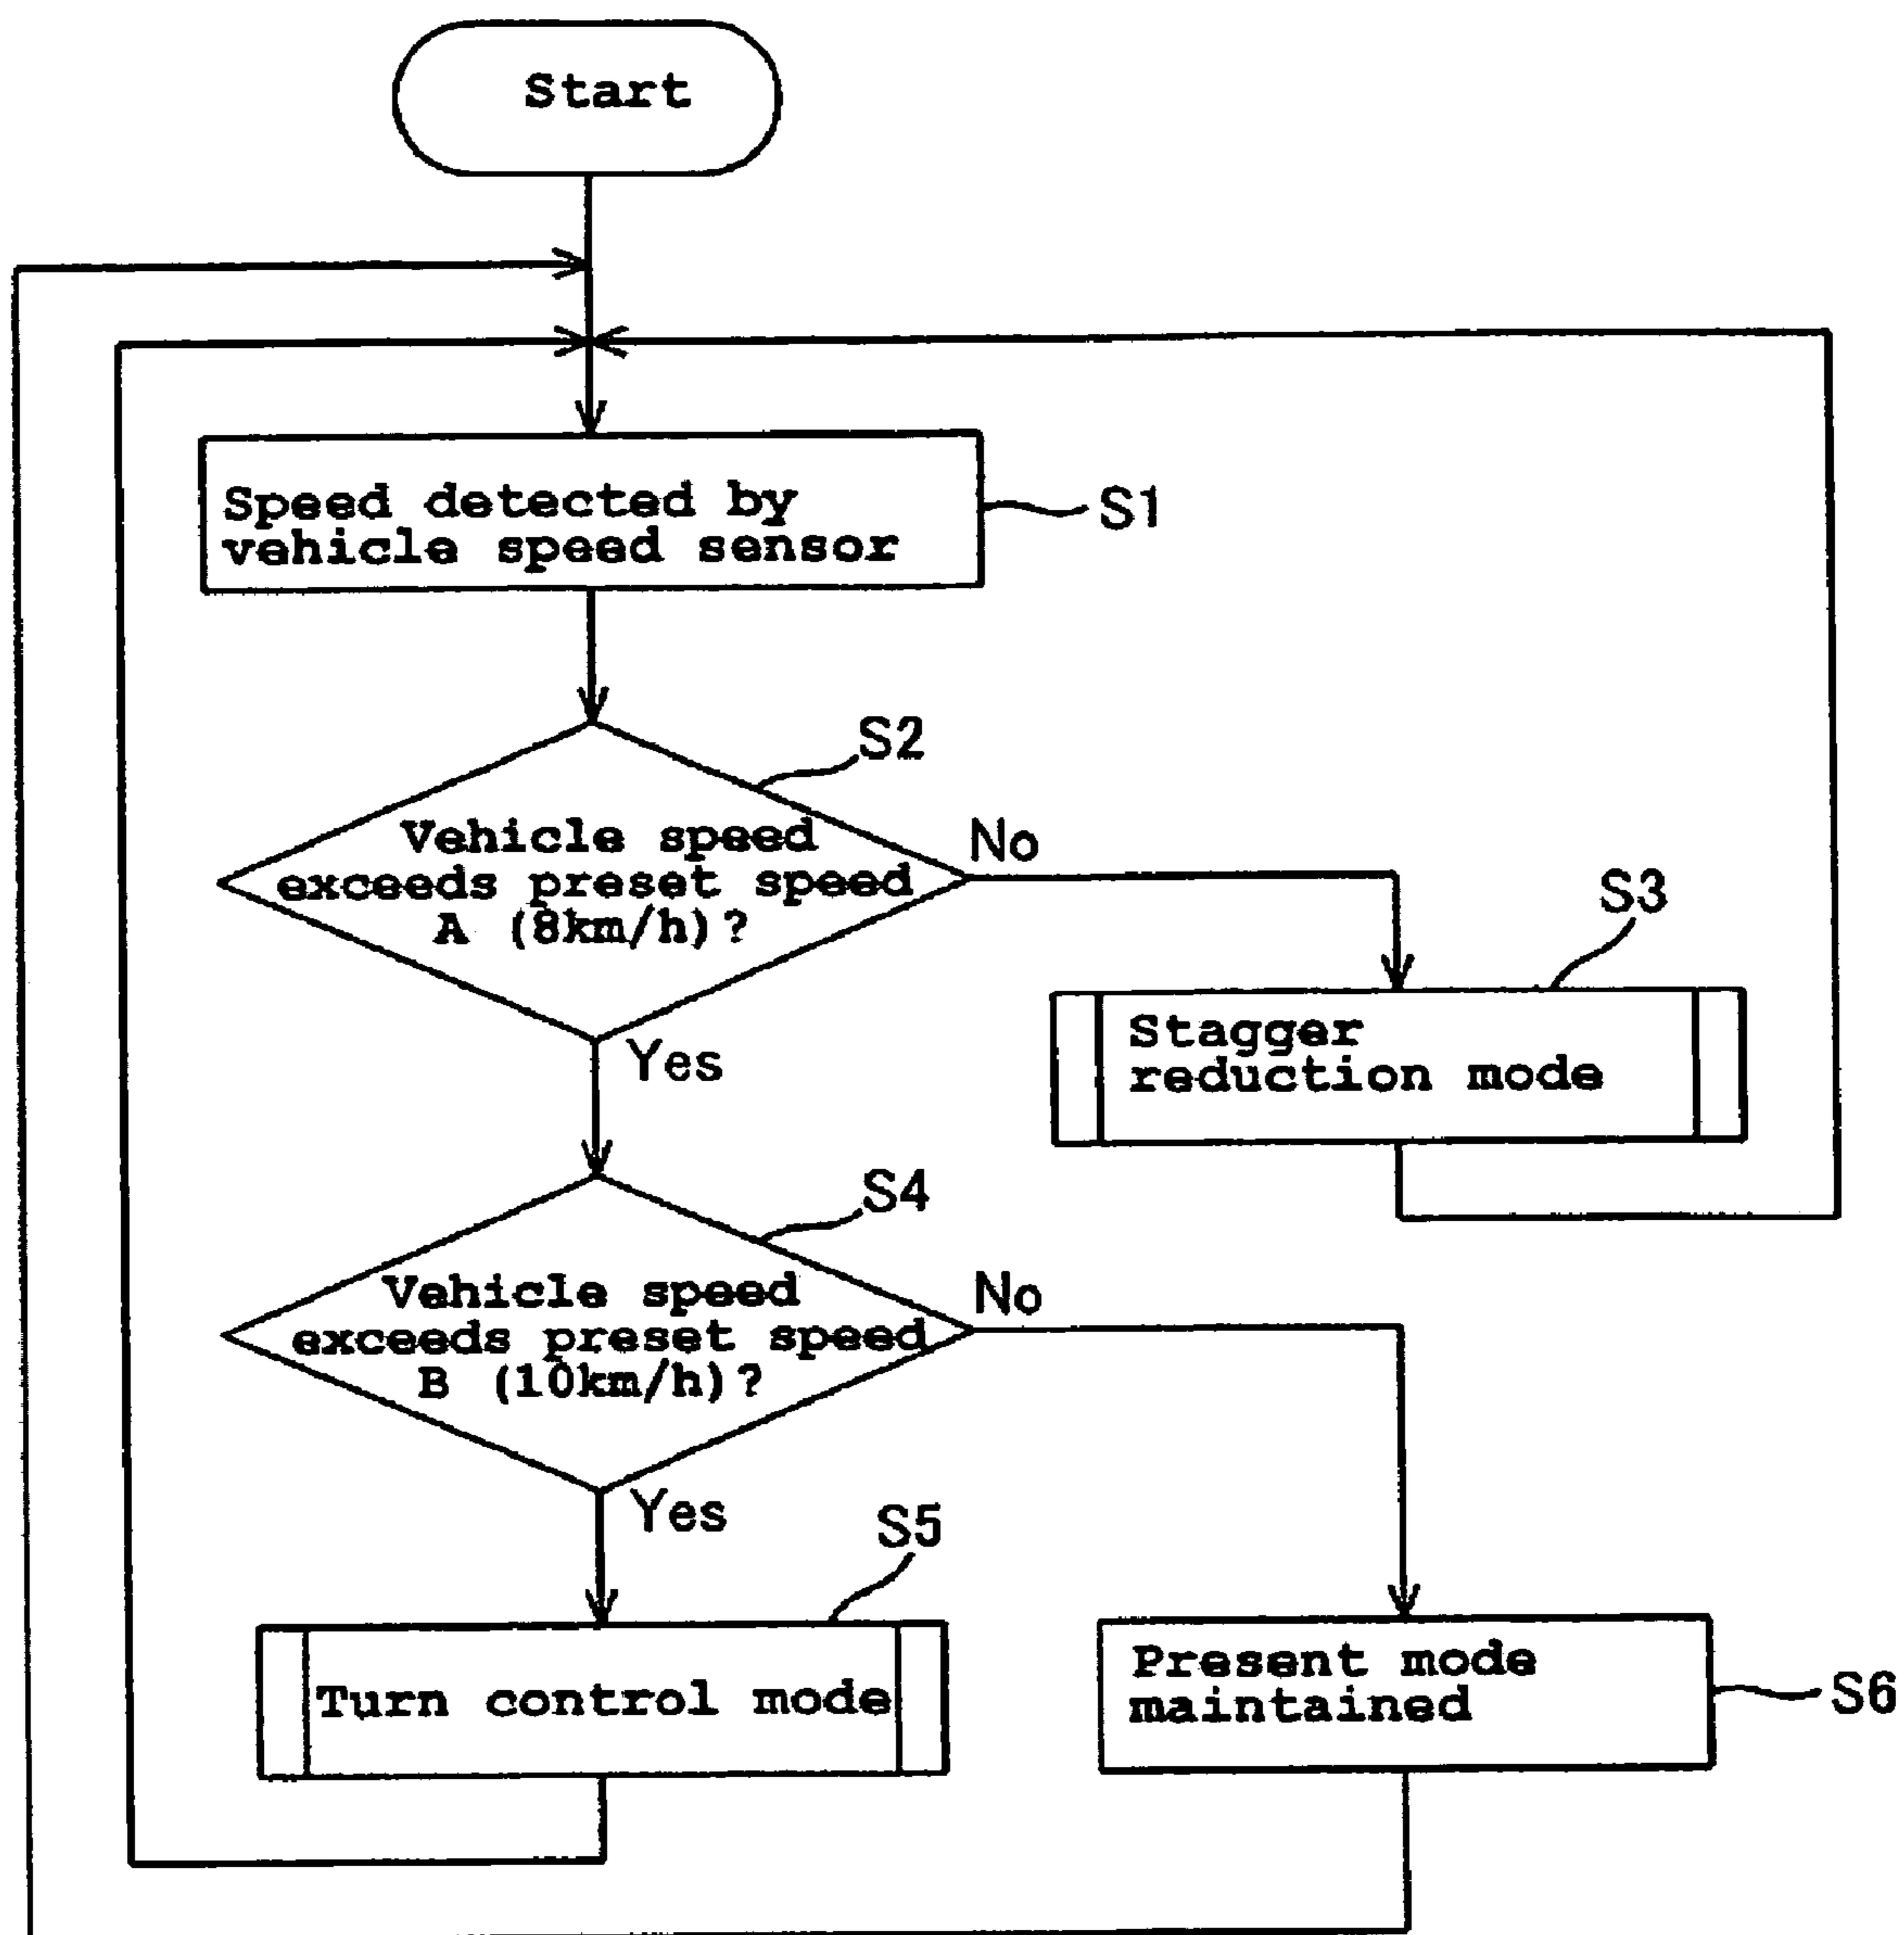 Start
Speed detected by
vehicle speed sensor
S1
S2
Vehicle speed
exceeds preset speed
A (8km/h)?
No
Yes
S3
Stagger
reduction mode
S4
Vehicle speed
exceeds preset speed
B (10km/h)?
No
Yes
S5
Turn control mode
Present mode
maintained
S6